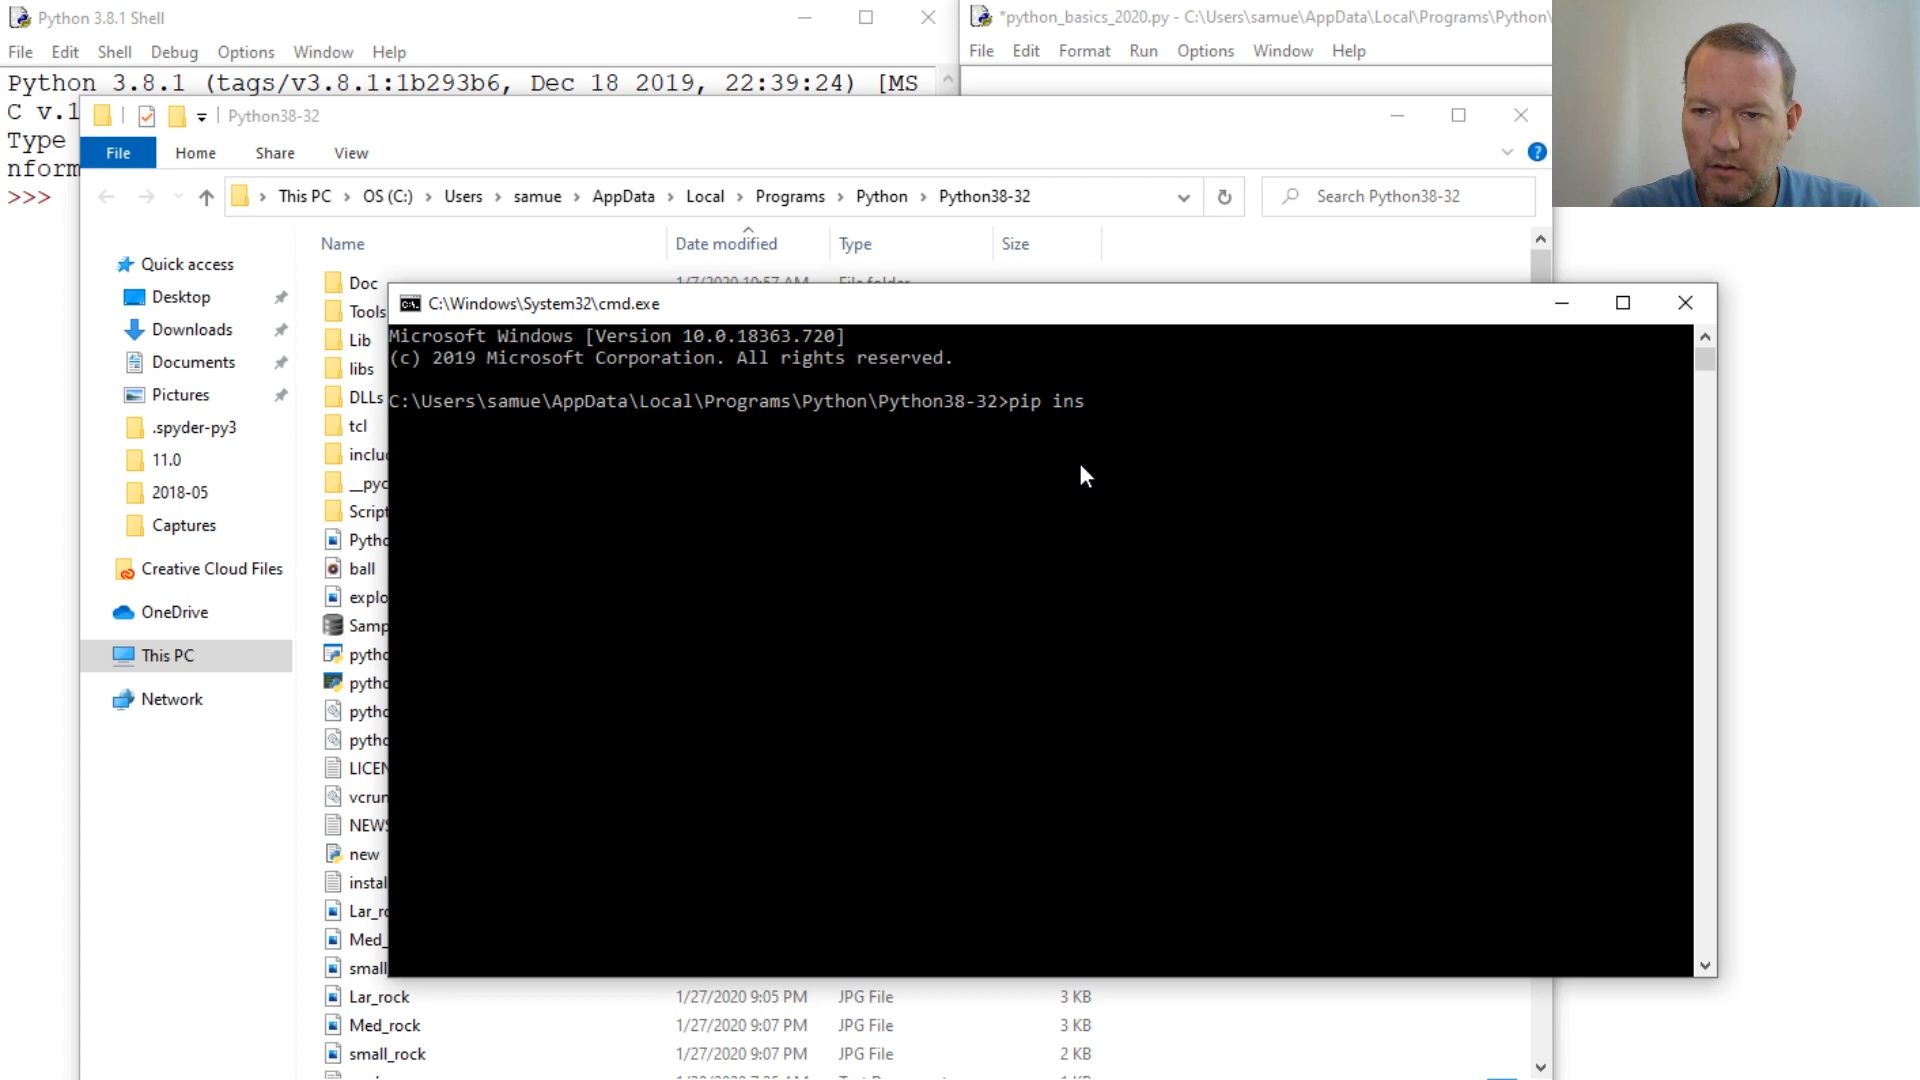 Python 3.8.1 Shell
File Edit Shell Debug Options Window Help
Python 3.8.1 (tags/v3.8.1:1b293b6, Dec 18 2019, 22:39:24) [MS
C v.1
Type
nform
>>>
*python_basics_2020.py - C:\Users\samue\AppData\Local\Programs\Python\
File Edit Format Run Options Window Help
Python38-32
File Home Share View
This PC > OS (C:) > Users > samue > AppData > Local > Programs > Python > Python38-32
Search Python38-32
Name Date modified Type Size
Quick access
Desktop
Downloads
Documents
Pictures
.spyder-py3
11.0
2018-05
Captures
Creative Cloud Files
OneDrive
This PC
Network
Doc 1/7/2020 10:57 AM File folder
Tools
Lib
libs
DLLs
tcl
includ
__pyc
Script
Pytho
ball
explo
Samp
pytho
pytho
pytho
pytho
LICEN
vcrun
NEWS
new
instal
Lar_ro
Med_
small
Lar_rock 1/27/2020 9:05 PM JPG File 3 KB
Med_rock 1/27/2020 9:07 PM JPG File 3 KB
small_rock 1/27/2020 9:07 PM JPG File 2 KB
C:\Windows\System32\cmd.exe
Microsoft Windows [Version 10.0.18363.720]
(c) 2019 Microsoft Corporation. All rights reserved.
C:\Users\samue\AppData\Local\Programs\Python\Python38-32>pip ins